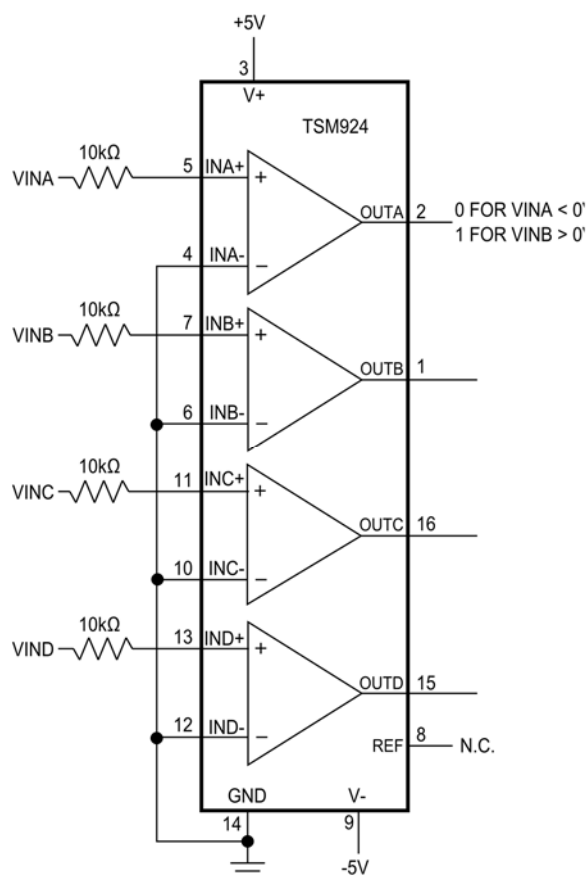 +5V
3
V+
TSM924
10kΩ
VINA
5
INA+
+
OUTA
2
0 FOR VINA < 0'
1 FOR VINB > 0'
4
INA-
−
10kΩ
VINB
7
INB+
+
OUTB
1
6
INB-
−
10kΩ
VINC
11
INC+
+
OUTC
16
10
INC-
−
10kΩ
VIND
13
IND+
+
OUTD
15
12
IND-
−
REF
8
N.C.
GND
V-
14
9
-5V